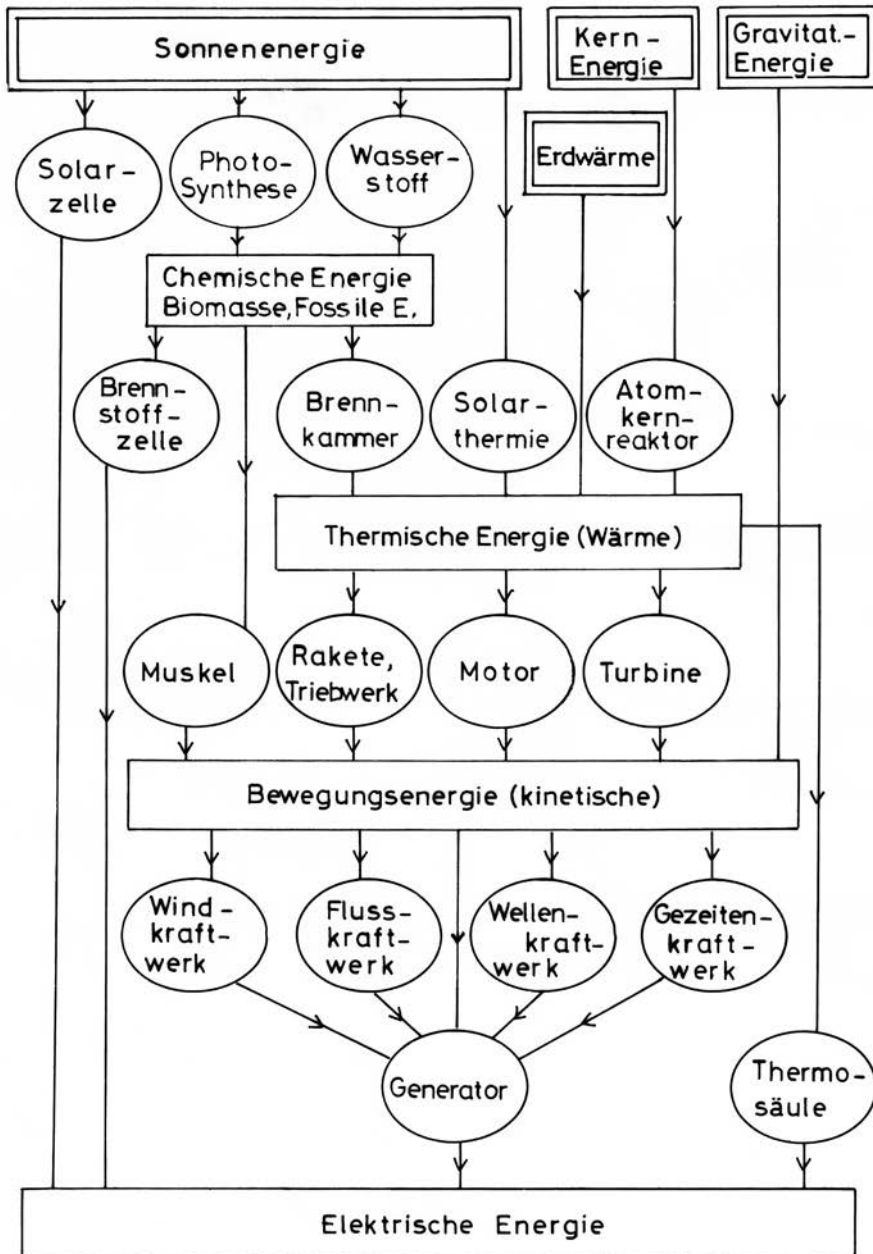 Sonnenenergie
Kern-
Energie
Gravitat.-
Energie
Solar-
zelle
Photo-
Synthese
Wasser-
stoff
Erdwärme
Chemische Energie
Biomasse, Fossile E.
Brenn-
stoff-
zelle
Brenn-
kammer
Solar-
thermie
Atom-
kern-
reaktor
Thermische Energie (Wärme)
Muskel
Rakete,
Triebwerk
Motor
Turbine
Bewegungsenergie (kinetische)
Wind-
kraft-
werk
Fluss-
kraft-
werk
Wellen-
kraft-
werk
Gezeiten-
kraft-
werk
Generator
Thermo-
säule
Elektrische Energie